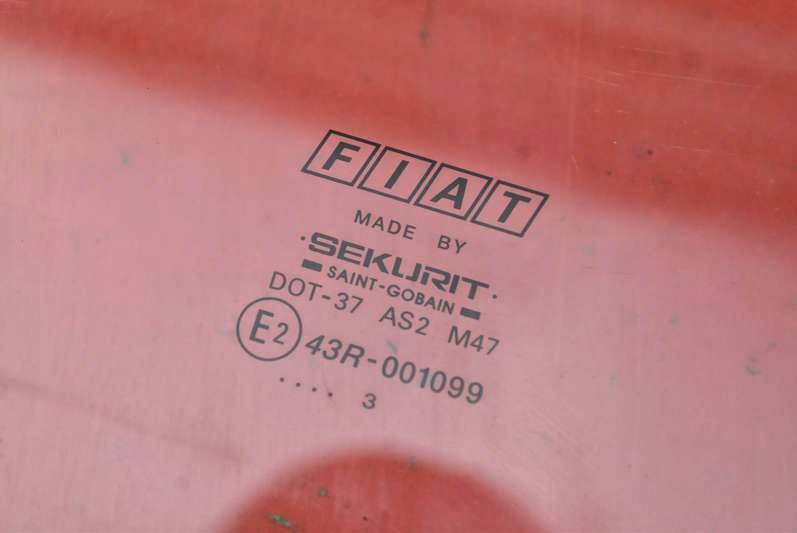 FIAT
MADE BY
·SEKURIT·
SAINT-GOBAIN
DOT-37 AS2 M47
E2 43R-001099
.... 3